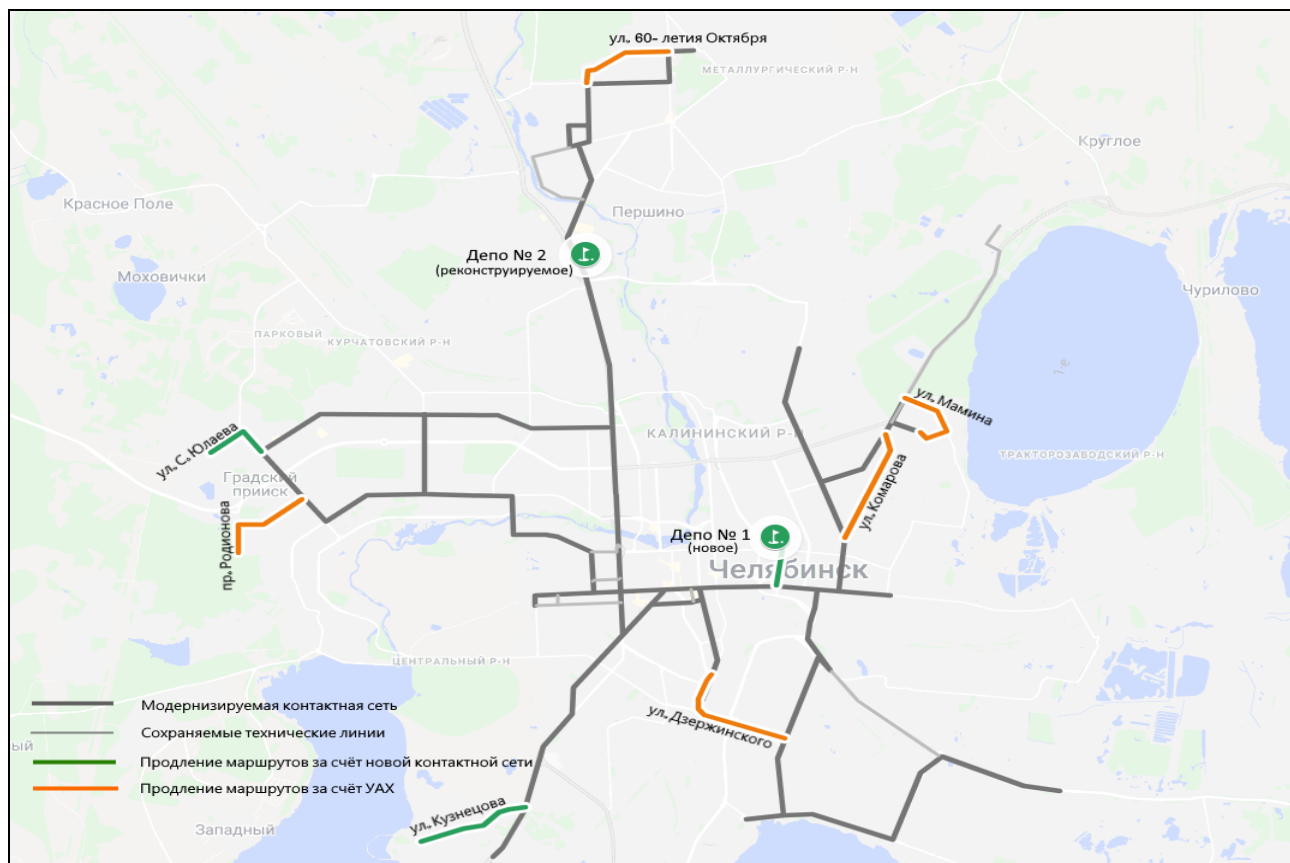 ул. 60- летия Октября
МЕТАЛЛУРГИЧЕСКИЙ Р-Н
Круглое
Красное Поле
Першино
Депо № 2
(реконструируемое)
Моховички
Чурилово
1-е
ПАРКОВЫЙ
КУРЧАТОВСКИЙ Р-Н
ул. Мамина
ул. С. Юлаева
КАЛИНИНСКИЙ Р-Н
ТРАКТОРОЗАВОДСКИЙ Р-Н
Градский
прииск
ул. Комарова
пр. Родионова
Депо № 1
(новое)
Челябинск
ЦЕНТРАЛЬНЫЙ Р-Н
ул. Дзержинского
Модернизируемая контактная сеть
Сохраняемые технические линии
ный
Продление маршрутов за счёт новой контактной сети
Продление маршрутов за счёт УАХ
ул. Кузнецова
Западный